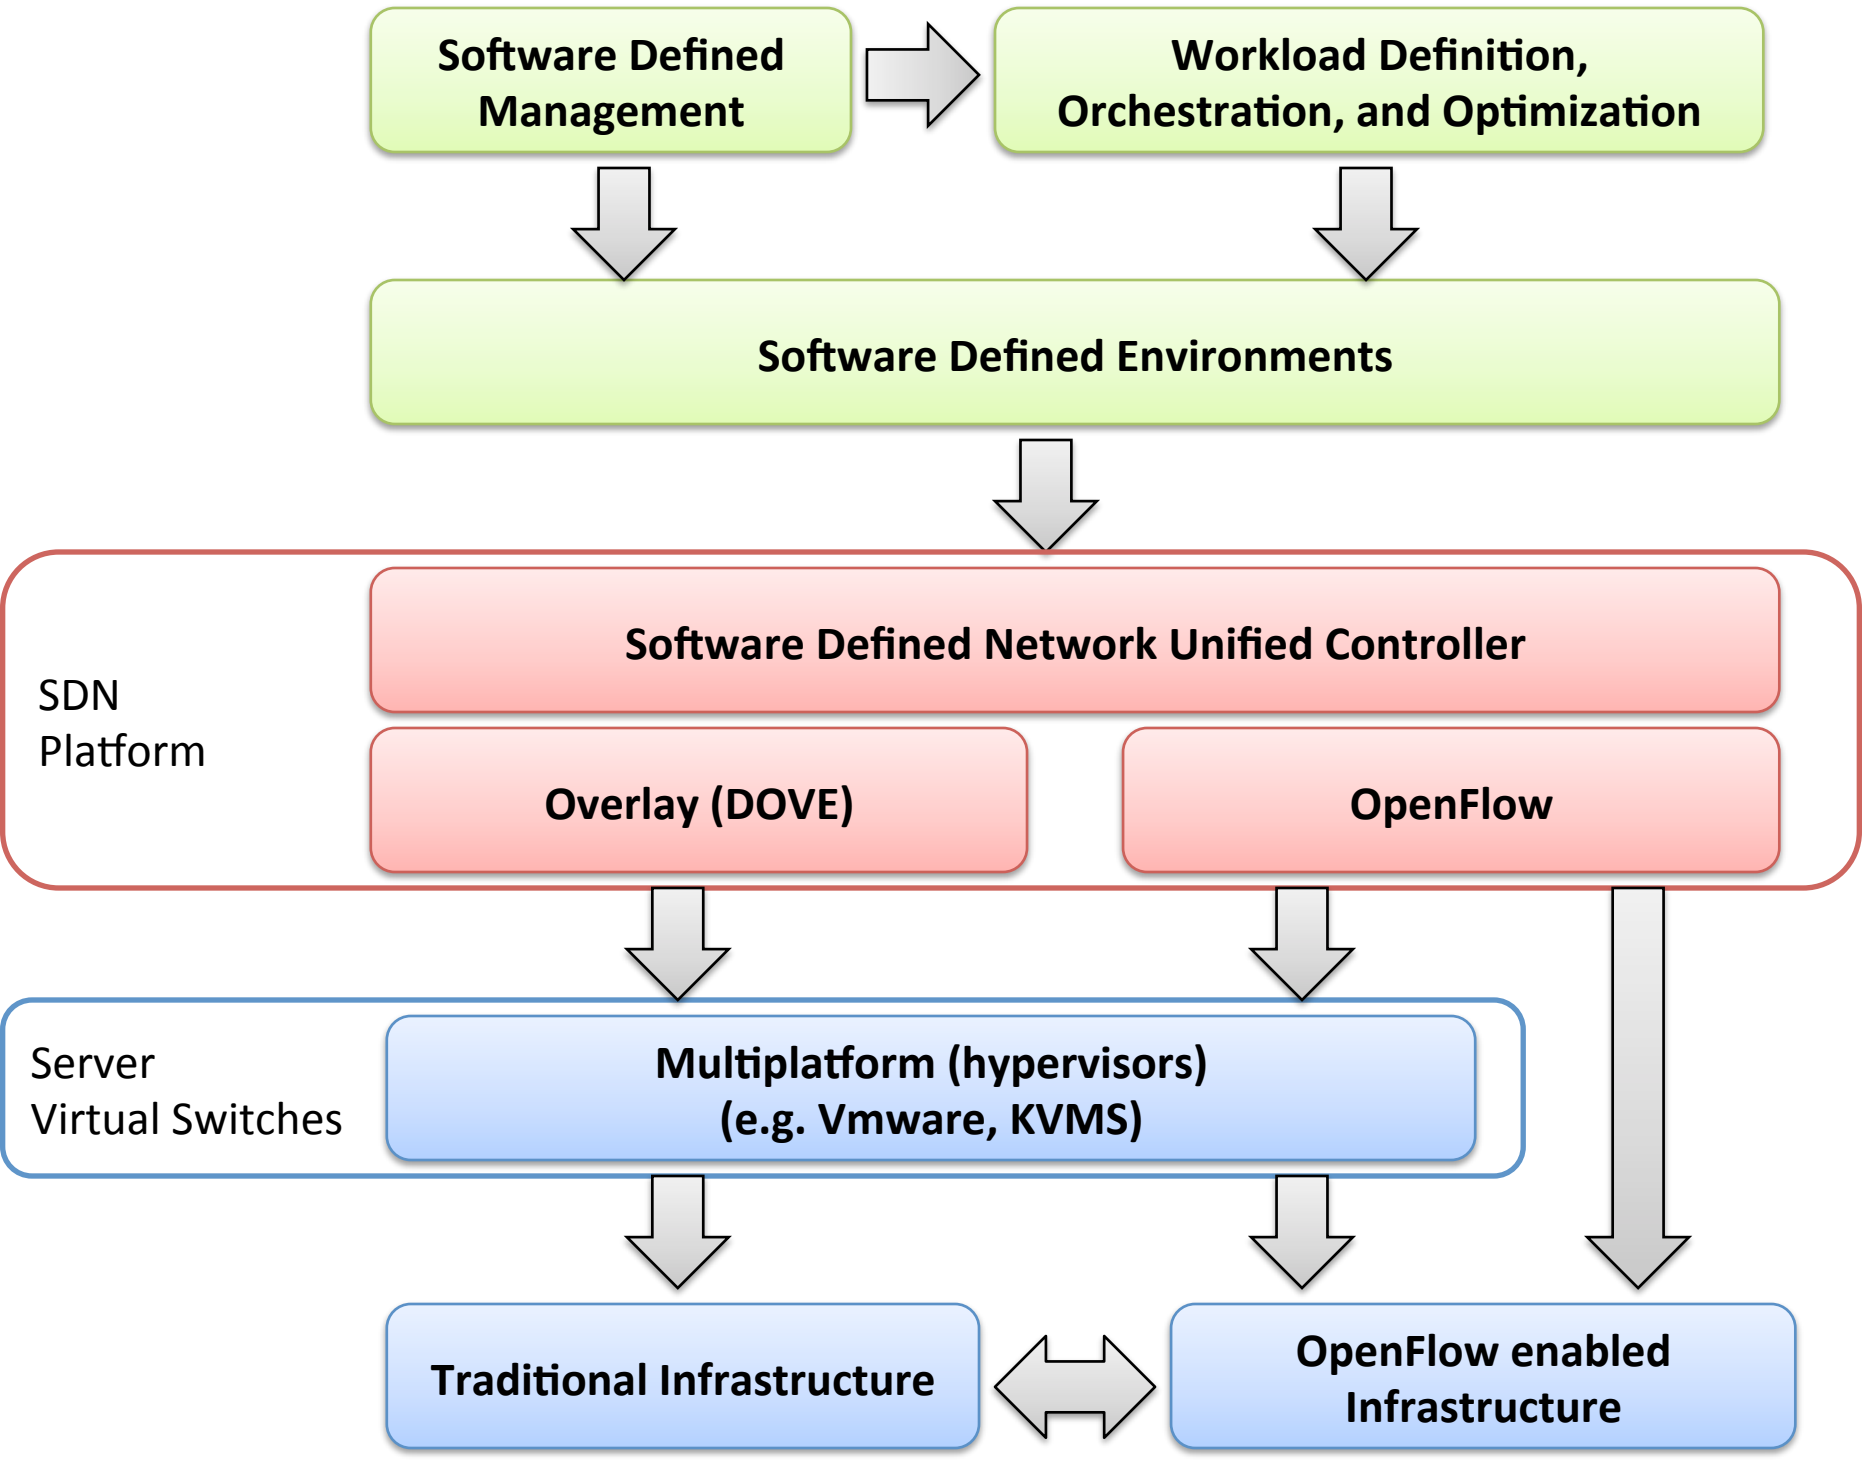 Software Defined
Management
Workload Definition,
Orchestration, and Optimization
Software Defined Environments
SDN
Platform
Software Defined Network Unified Controller
Overlay (DOVE)
OpenFlow
Server
Virtual Switches
Multiplatform (hypervisors)
(e.g. Vmware, KVMS)
Traditional Infrastructure
OpenFlow enabled
Infrastructure